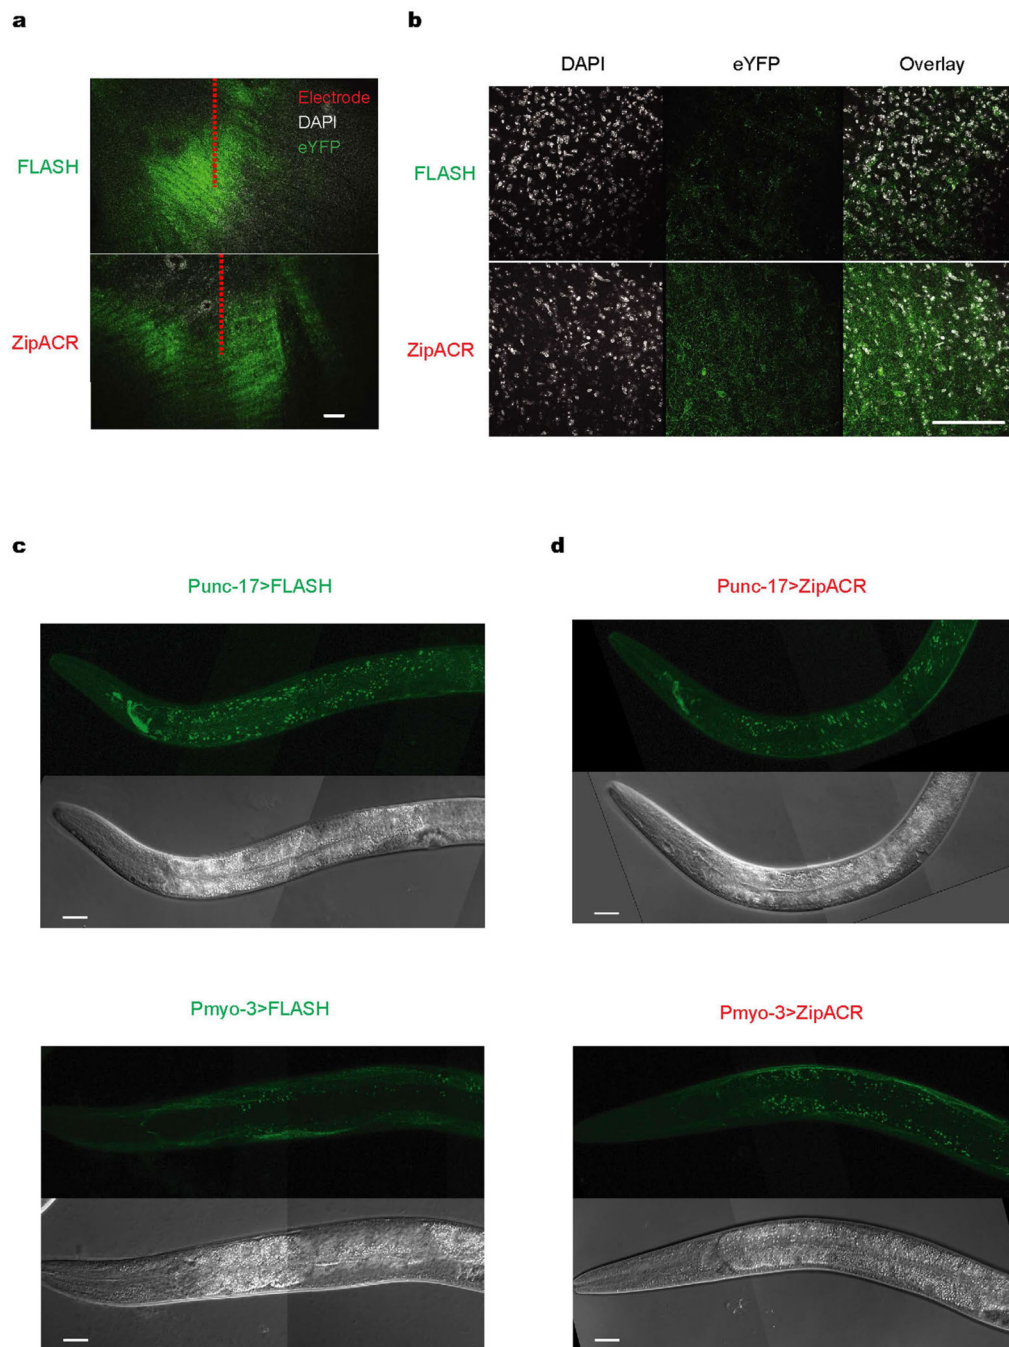 a
Electrode
DAPI
eYFP
FLASH
ZipACR
b
DAPI eYFP Overlay
FLASH
ZipACR
c
Punc-17>FLASH
Pmyo-3>FLASH
d
Punc-17>ZipACR
Pmyo-3>ZipACR